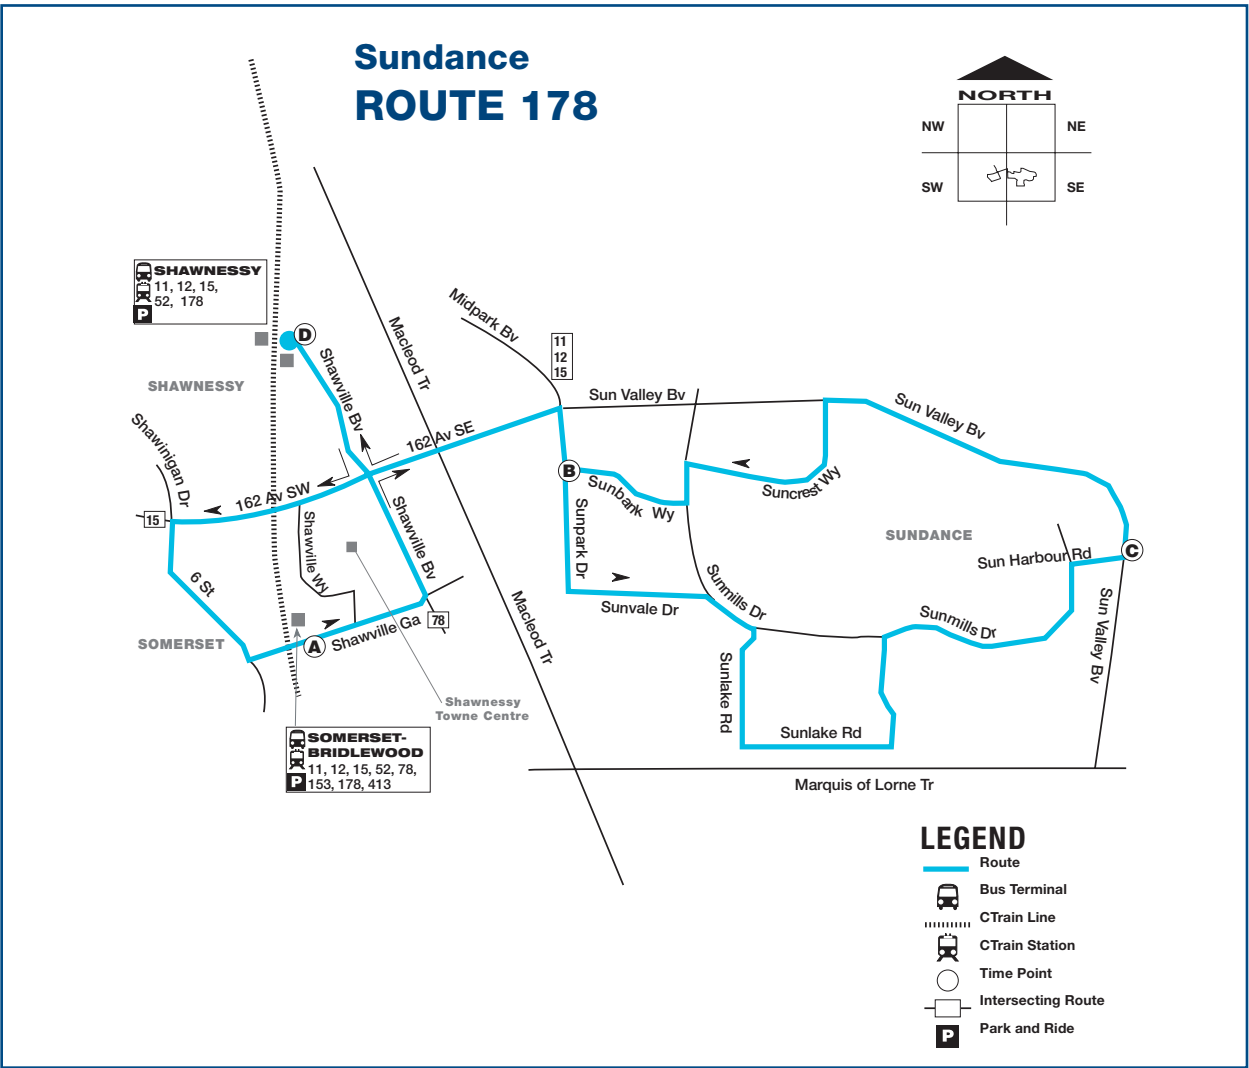 Sundance
ROUTE 178
NORTH
NW
NE
SW
SE
SHAWNESSY
11, 12, 15,
52, 178
P
D
SHAWNESSY
Shawville Bv
Macleod Tr
Midpark Bv
11
12
15
Sun Valley Bv
Sun Valley Bv
162 Av SE
Shawinigan Dr
15
162 Av SW
B
Sunbank Wy
Suncrest Wy
Shawville Wy
Shawville Bv
Sunpark Dr
SUNDANCE
Sun Harbour Rd
C
6 St
Sunvale Dr
Sunmills Dr
Sunmills Dr
Sun Valley Bv
SOMERSET
A
Shawville Ga
78
Macleod Tr
Sunlake Rd
Sunlake Rd
Shawnessy
Towne Centre
SOMERSET-
BRIDLEWOOD
11, 12, 15, 52, 78,
153, 178, 413
P
Marquis of Lorne Tr
LEGEND
Route
Bus Terminal
CTrain Line
CTrain Station
Time Point
Intersecting Route
P Park and Ride